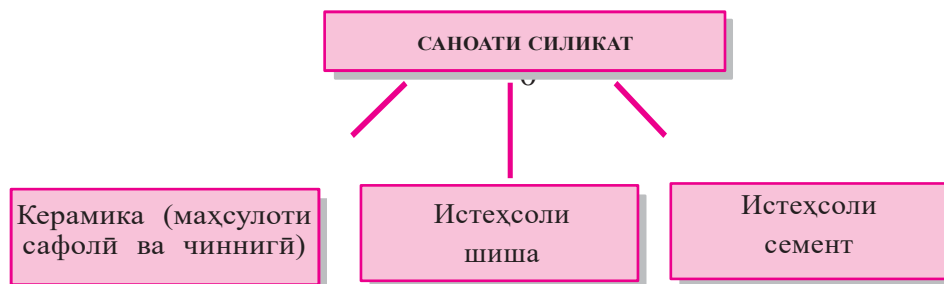 САНОАТИ СИЛИКАТ
Керамика (маҳсулоти
сафолӣ ва чиннигӣ)
Истеҳсоли
шиша
Истеҳсоли
семент